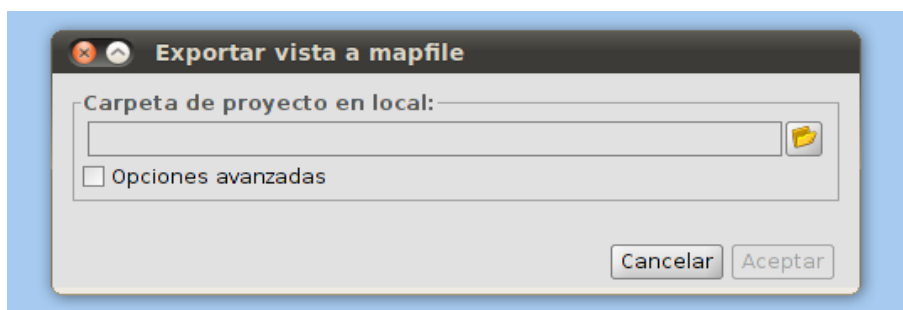 Exportar vista a mapfile
Carpeta de proyecto en local:
Opciones avanzadas
Cancelar Aceptar